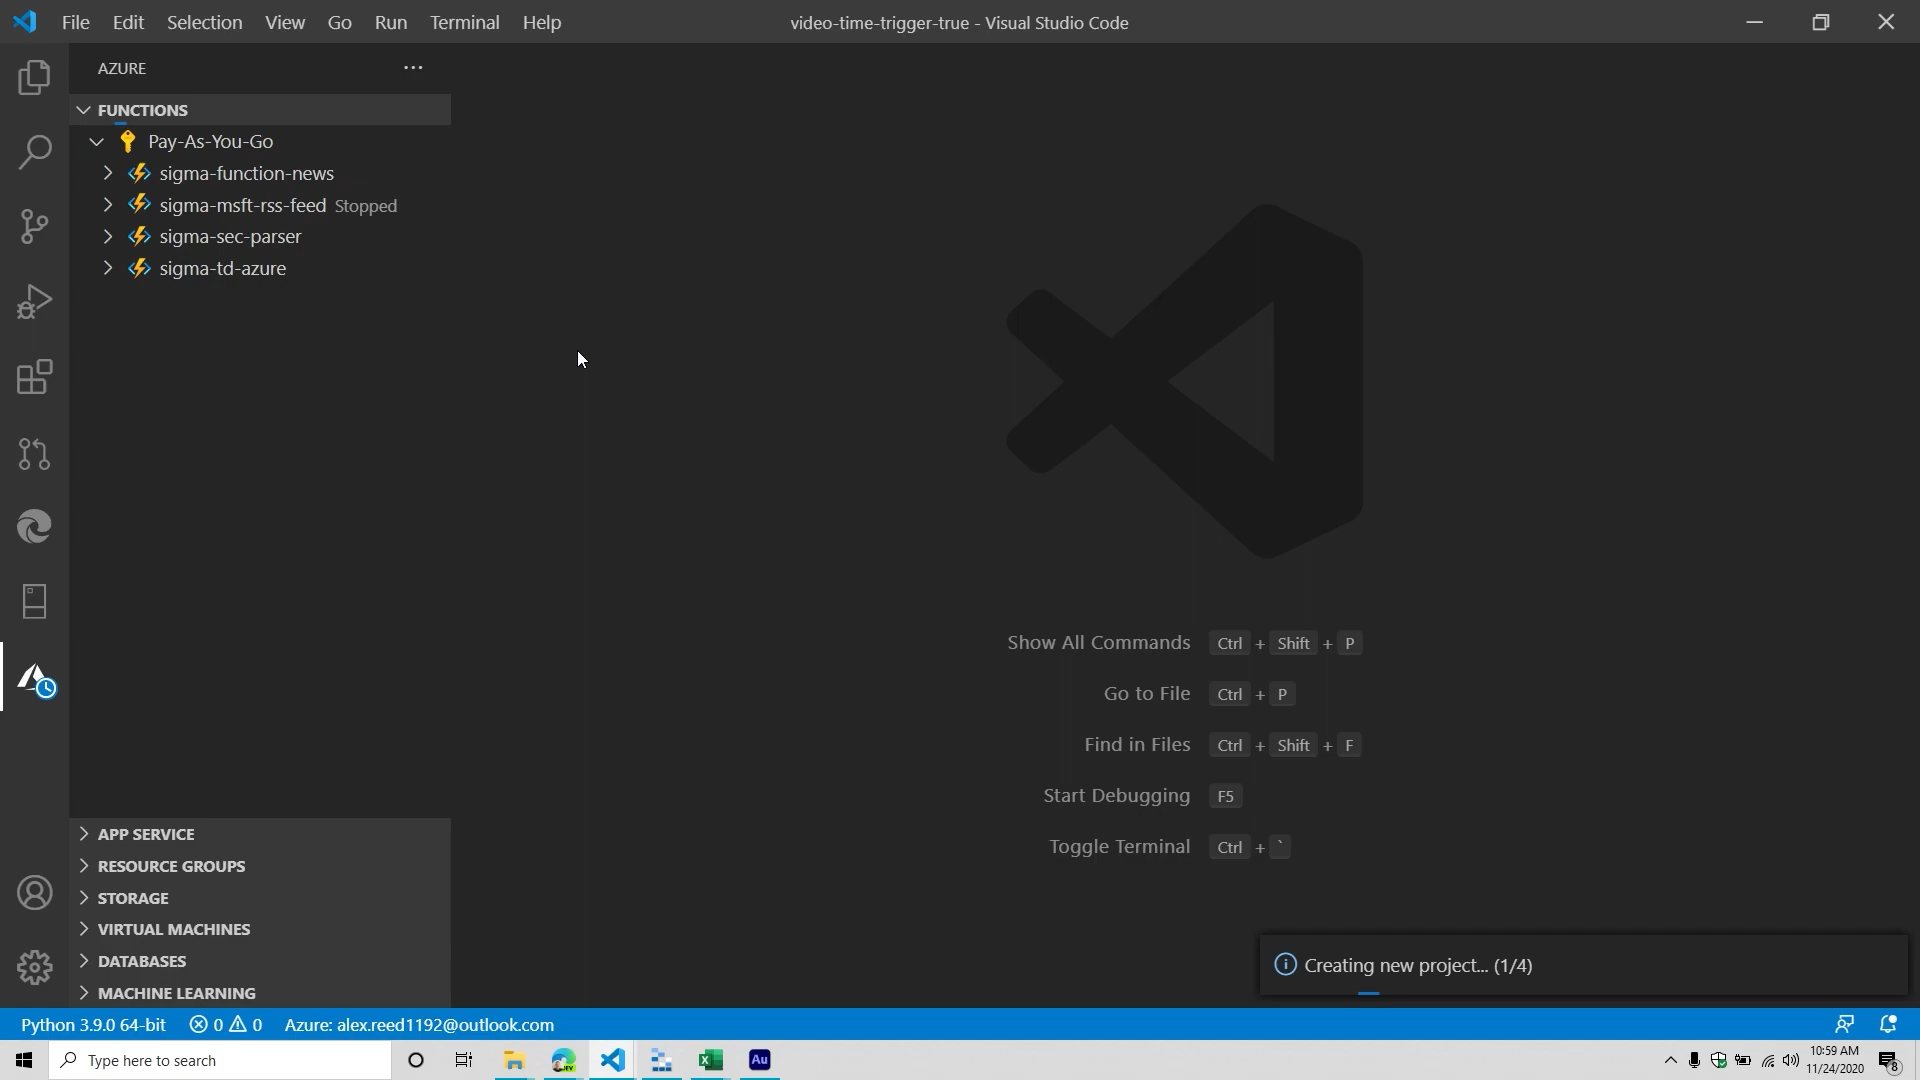 File Edit Selection View Go Run Terminal Help
video-time-trigger-true - Visual Studio Code
AZURE
FUNCTIONS
Pay-As-You-Go
sigma-function-news
sigma-msft-rss-feed Stopped
sigma-sec-parser
sigma-td-azure
Show All Commands Ctrl + Shift + P
Go to File Ctrl + P
Find in Files Ctrl + Shift + F
Start Debugging F5
Toggle Terminal Ctrl + `
APP SERVICE
RESOURCE GROUPS
STORAGE
VIRTUAL MACHINES
DATABASES
MACHINE LEARNING
Creating new project... (1/4)
Python 3.9.0 64-bit 0 0 Azure: alex.reed1192@outlook.com
Type here to search
DEV
Au
10:59 AM
11/24/2020
8